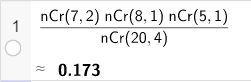 1
nCr(7, 2) nCr(8, 1) nCr(5, 1)
nCr(20, 4)
≈ 0.173